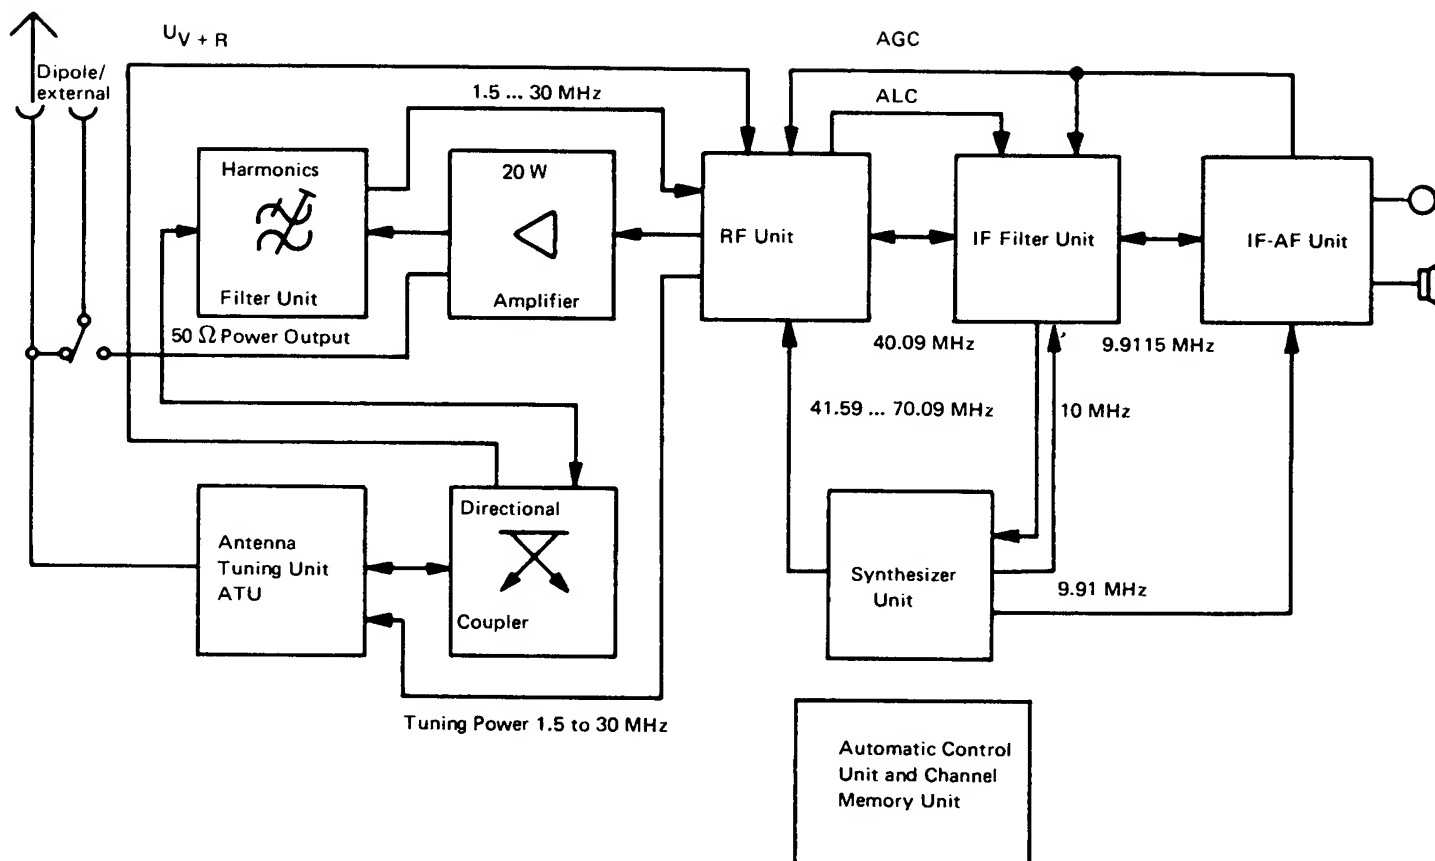 U V + R
AGC
Dipole/
external
1.5 ... 30 MHz
ALC
Harmonics
Filter Unit
20 W
Amplifier
RF Unit
IF Filter Unit
IF-AF Unit
50 Ω Power Output
40.09 MHz
9.9115 MHz
41.59 ... 70.09 MHz
10 MHz
Antenna
Tuning Unit
ATU
Directional
Coupler
Synthesizer
Unit
9.91 MHz
Tuning Power 1.5 to 30 MHz
Automatic Control
Unit and Channel
Memory Unit